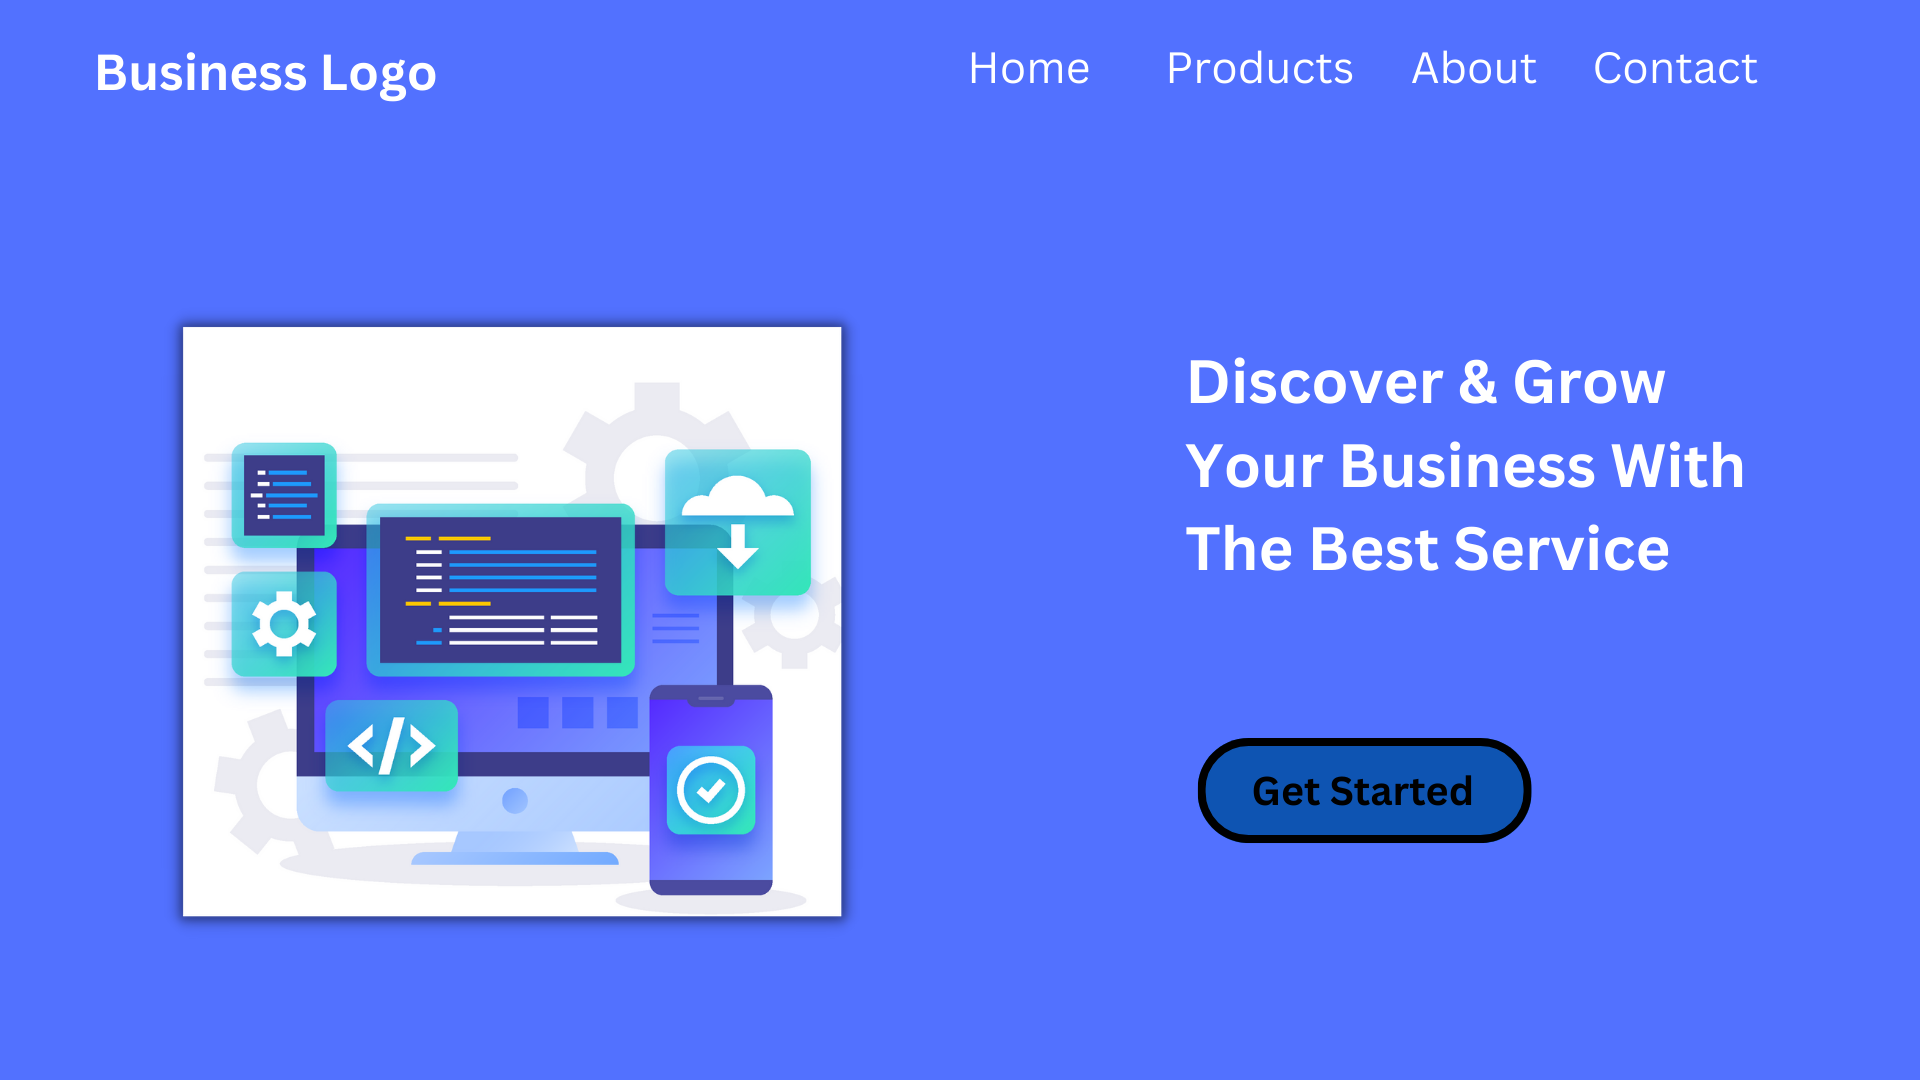 Business Logo
Home Products About Contact
Discover & Grow
Your Business With
The Best Service
</>
Get Started